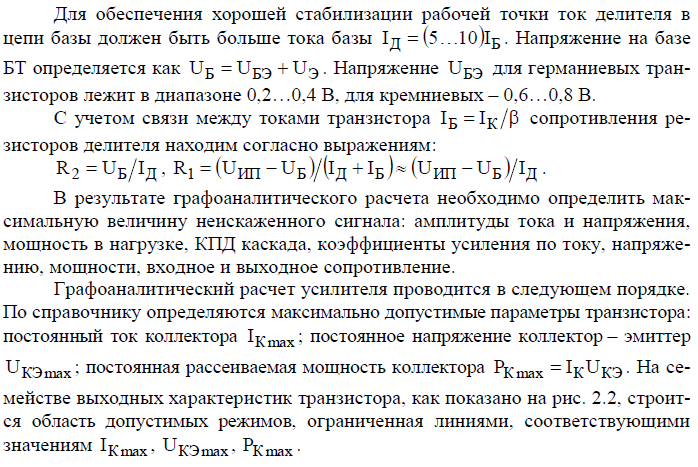 Для обеспечения хорошей стабилизации рабочей точки ток делителя в
цепи базы должен быть больше тока базы I_Д = (5…10)I_Б. Напряжение на базе
БТ определяется как U_Б = U_БЭ + U_Э. Напряжение U_БЭ для германиевых тран-
зисторов лежит в диапазоне 0,2…0,4 В, для кремниевых – 0,6…0,8 В.
С учетом связи между токами транзистора I_Б = I_К/β сопротивления ре-
зисторов делителя находим согласно выражениям:
R_2 = U_Б/I_Д, R_1 = (U_ИП − U_Б)/(I_Д + I_Б) ≈ (U_ИП − U_Б)/I_Д.
В результате графоаналитического расчета необходимо определить мак-
симальную величину неискаженного сигнала: амплитуды тока и напряжения,
мощность в нагрузке, КПД каскада, коэффициенты усиления по току, напряже-
нию, мощности, входное и выходное сопротивление.
Графоаналитический расчет усилителя проводится в следующем порядке.
По справочнику определяются максимально допустимые параметры транзистора:
постоянный ток коллектора I_Кmax; постоянное напряжение коллектор – эмиттер
U_КЭmax; постоянная рассеиваемая мощность коллектора P_Кmax = I_К U_КЭ. На се-
мействе выходных характеристик транзистора, как показано на рис. 2.2, строит-
ся область допустимых режимов, ограниченная линиями, соответствующими
значениям I_Кmax, U_КЭmax, P_Кmax.